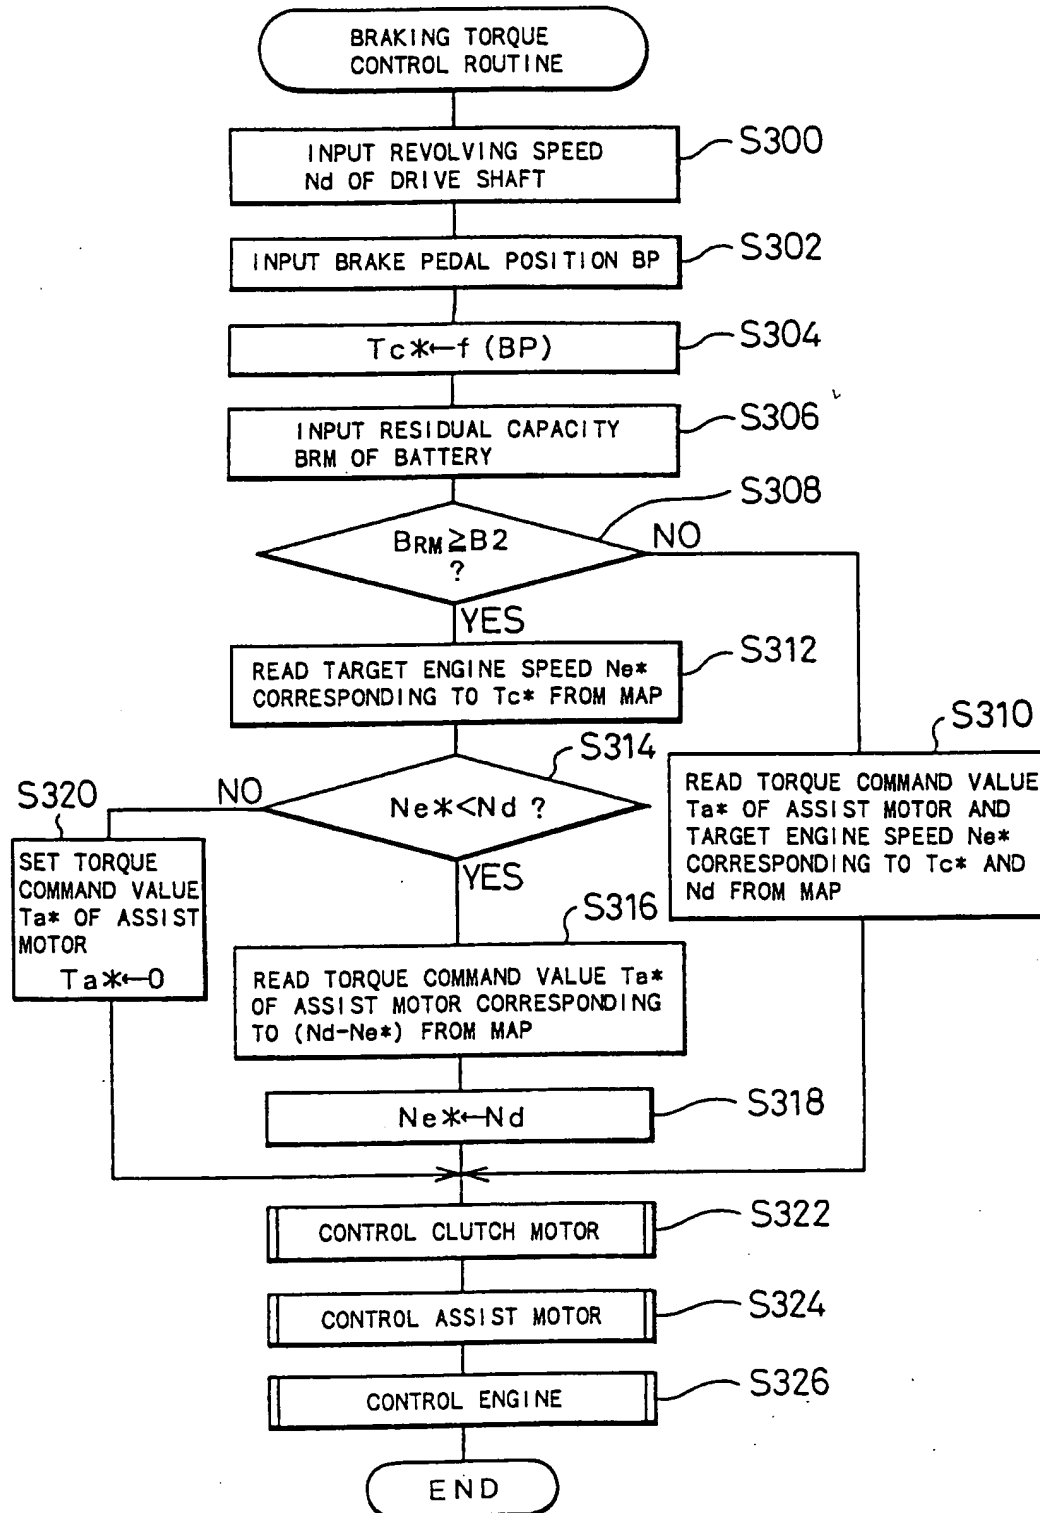 BRAKING TORQUE
CONTROL ROUTINE
INPUT REVOLVING SPEED
Nd OF DRIVE SHAFT
S300
INPUT BRAKE PEDAL POSITION BP
S302
Tc*←f (BP)
S304
INPUT RESIDUAL CAPACITY
BRM OF BATTERY
S306
S308
BRM≧B2
?
NO
YES
READ TARGET ENGINE SPEED Ne*
CORRESPONDING TO Tc* FROM MAP
S312
S310
READ TORQUE COMMAND VALUE
Ta* OF ASSIST MOTOR AND
TARGET ENGINE SPEED Ne*
CORRESPONDING TO Tc* AND
Nd FROM MAP
S314
Ne*<Nd ?
NO
YES
S320
SET TORQUE
COMMAND VALUE
Ta* OF ASSIST
MOTOR
Ta*←0
S316
READ TORQUE COMMAND VALUE Ta*
OF ASSIST MOTOR CORRESPONDING
TO (Nd-Ne*) FROM MAP
Ne*←Nd
S318
CONTROL CLUTCH MOTOR
S322
CONTROL ASSIST MOTOR
S324
CONTROL ENGINE
S326
END